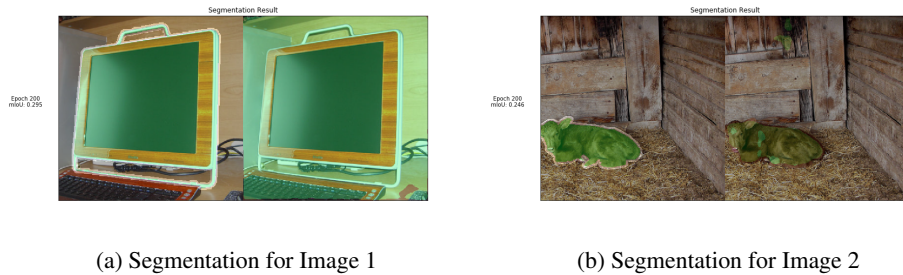 Segmentation Result
Epoch 200
mIoU: 0.295
(a) Segmentation for Image 1
Segmentation Result
Epoch 200
mIoU: 0.246
(b) Segmentation for Image 2